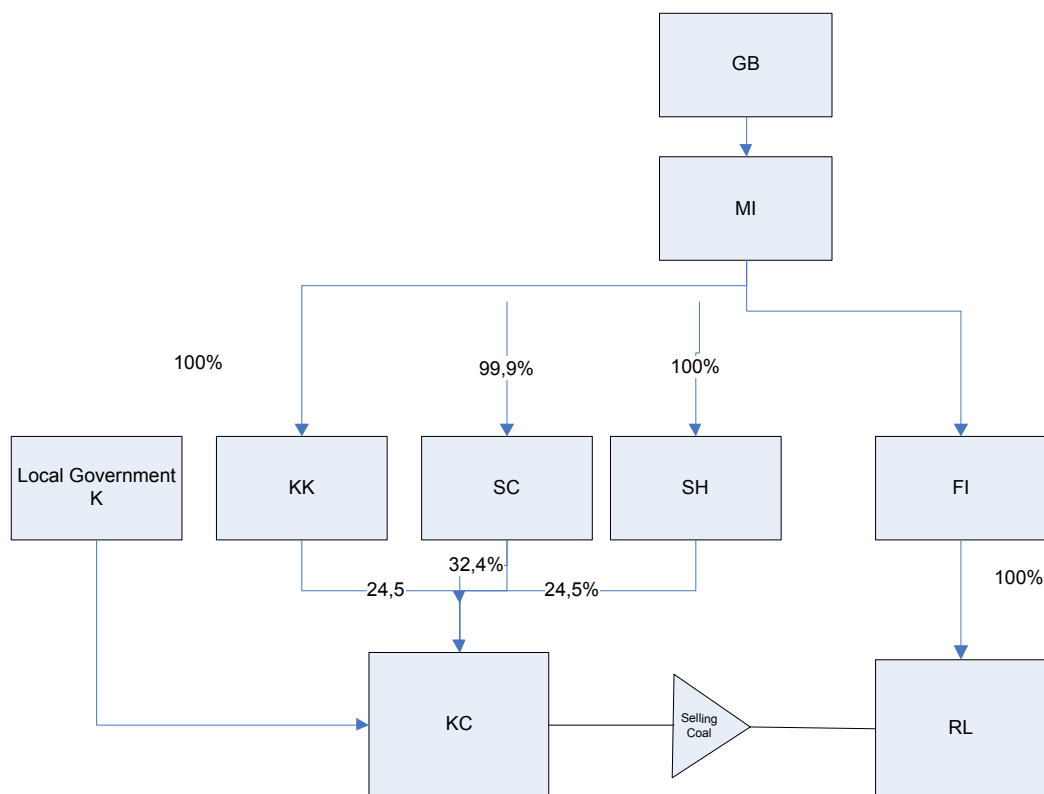 GB
MI
100%
99,9%
100%
Local Government
K
KK
SC
SH
FI
32,4%
24,5
24,5%
100%
KC
Selling
Coal
RL